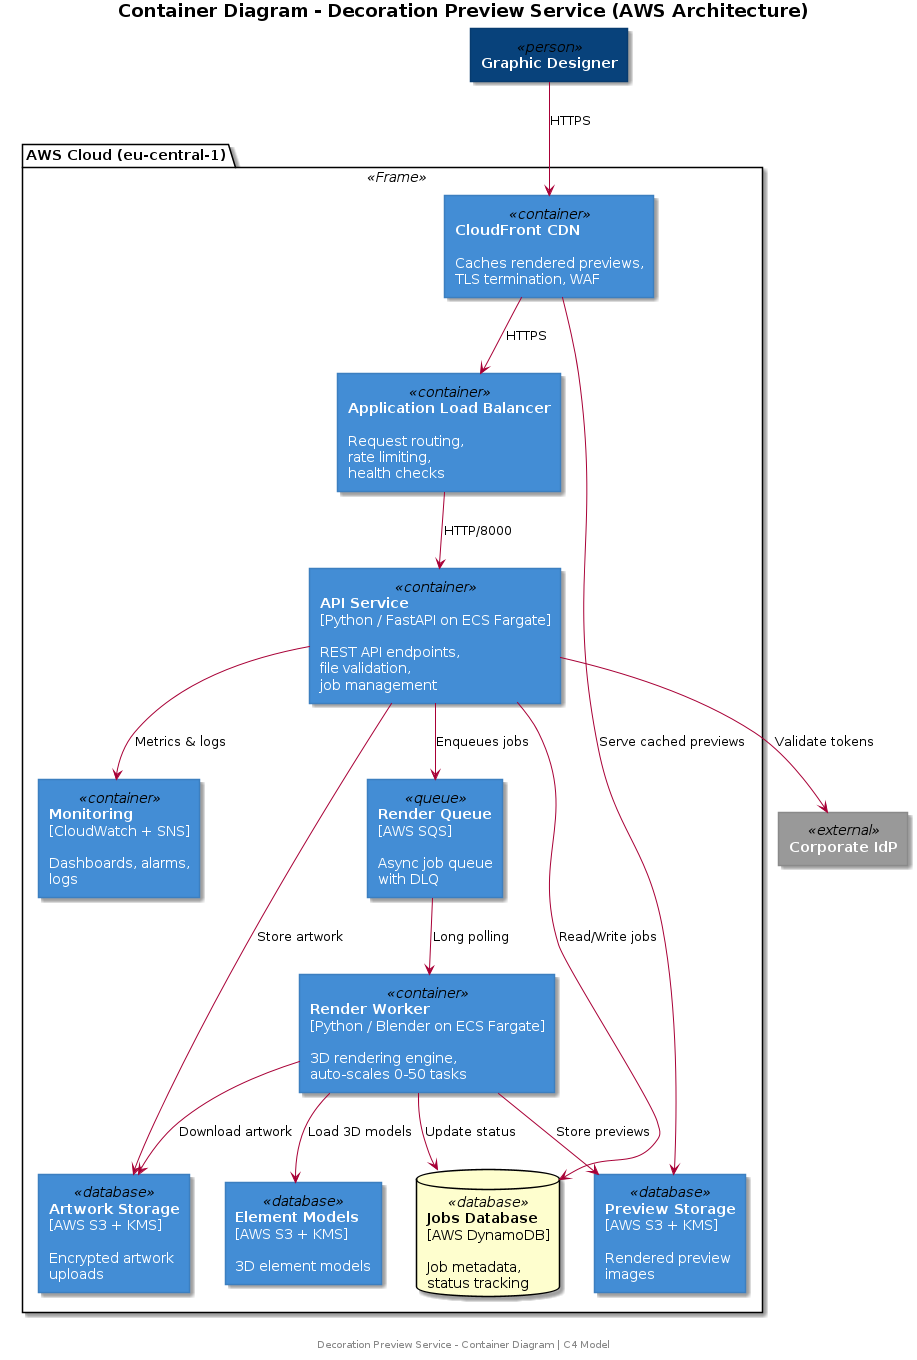 Container Diagram - Decoration Preview Service (AWS Architecture)
«person»
Graphic Designer
HTTPS
AWS Cloud (eu-central-1)
«Frame»
«container»
CloudFront CDN
Caches rendered previews,
TLS termination, WAF
HTTPS
«container»
Application Load Balancer
Request routing,
rate limiting,
health checks
HTTP/8000
«container»
API Service
[Python / FastAPI on ECS Fargate]
REST API endpoints,
file validation,
job management
Metrics & logs
Enqueues jobs
Serve cached previews
Validate tokens
«container»
Monitoring
[CloudWatch + SNS]
Dashboards, alarms,
logs
«queue»
Render Queue
[AWS SQS]
Async job queue
with DLQ
«external»
Corporate IdP
Store artwork
Long polling
Read/Write jobs
«container»
Render Worker
[Python / Blender on ECS Fargate]
3D rendering engine,
auto-scales 0-50 tasks
Download artwork
Load 3D models
Update status
Store previews
«database»
Artwork Storage
[AWS S3 + KMS]
Encrypted artwork
uploads
«database»
Element Models
[AWS S3 + KMS]
3D element models
«database»
Jobs Database
[AWS DynamoDB]
Job metadata,
status tracking
«database»
Preview Storage
[AWS S3 + KMS]
Rendered preview
images
Decoration Preview Service - Container Diagram | C4 Model